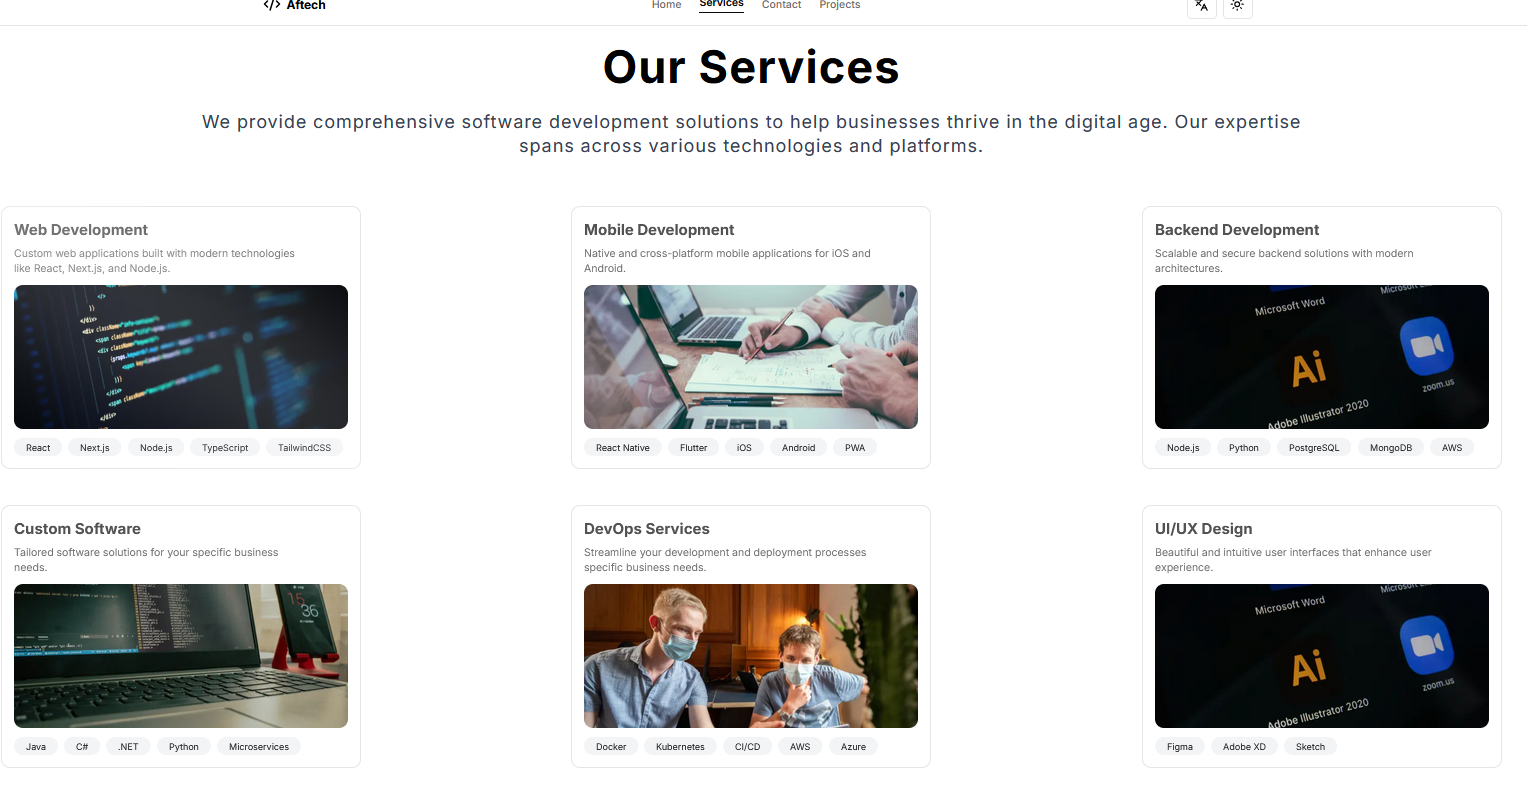 </> Aftech
Home Services Contact Projects
Our Services
We provide comprehensive software development solutions to help businesses thrive in the digital age. Our expertise
spans across various technologies and platforms.
Web Development
Custom web applications built with modern technologies
like React, Next.js, and Node.js.
React Next.js Node.js TypeScript TailwindCSS
Mobile Development
Native and cross-platform mobile applications for iOS and
Android.
React Native Flutter iOS Android PWA
Backend Development
Scalable and secure backend solutions with modern
architectures.
Microsoft Word
Ai
zoom.us
Adobe Illustrator 2020
Node.js Python PostgreSQL MongoDB AWS
Custom Software
Tailored software solutions for your specific business
needs.
15
36
Java C# .NET Python Microservices
DevOps Services
Streamline your development and deployment processes
specific business needs.
Docker Kubernetes CI/CD AWS Azure
UI/UX Design
Beautiful and intuitive user interfaces that enhance user
experience.
Microsoft Word
Ai
zoom.us
Adobe Illustrator 2020
Figma Adobe XD Sketch